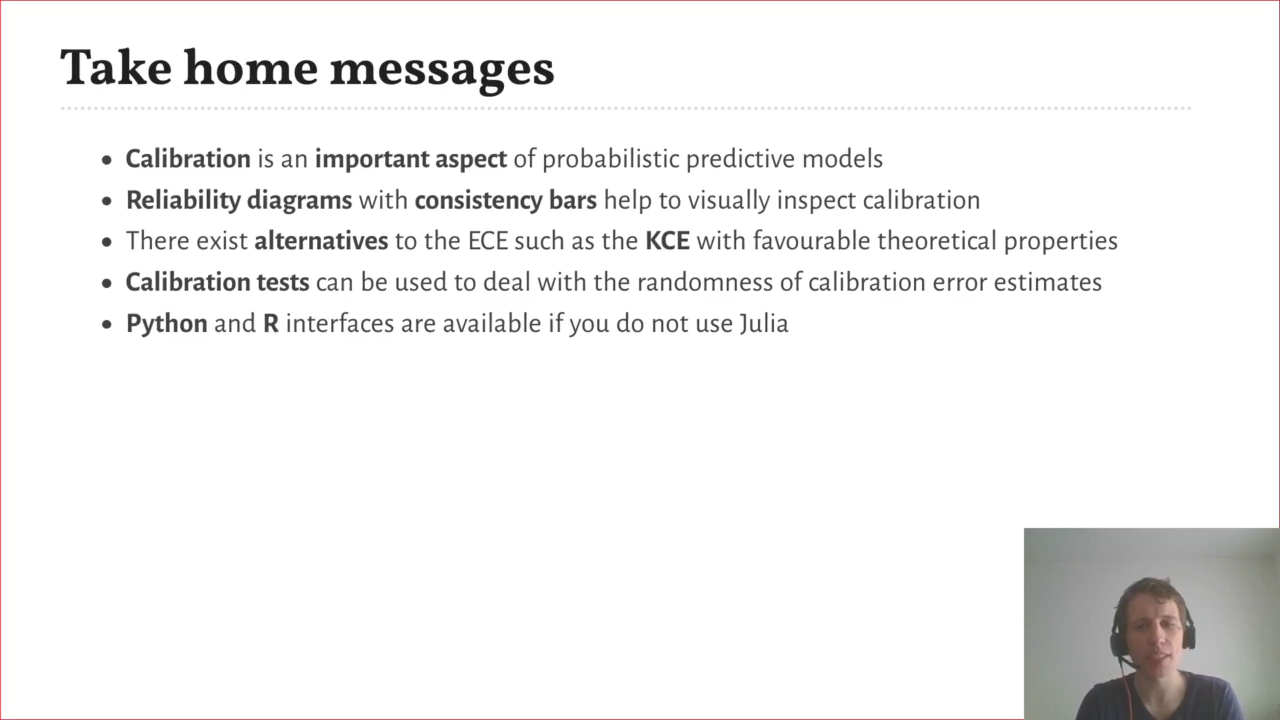 Take home messages
• Calibration is an important aspect of probabilistic predictive models
• Reliability diagrams with consistency bars help to visually inspect calibration
• There exist alternatives to the ECE such as the KCE with favourable theoretical properties
• Calibration tests can be used to deal with the randomness of calibration error estimates
• Python and R interfaces are available if you do not use Julia